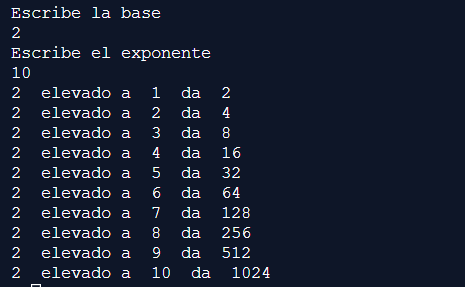 Escribe la base
2
Escribe el exponente
10
2  elevado a  1  da  2
2  elevado a  2  da  4
2  elevado a  3  da  8
2  elevado a  4  da  16
2  elevado a  5  da  32
2  elevado a  6  da  64
2  elevado a  7  da  128
2  elevado a  8  da  256
2  elevado a  9  da  512
2  elevado a  10  da  1024